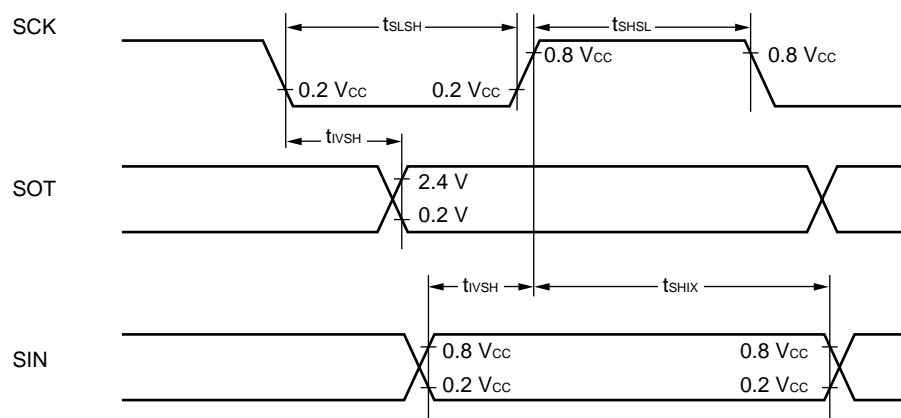 SCK
tSLSH
tSHSL
0.8 VCC
0.8 VCC
0.2 VCC
0.2 VCC
tIVSH
SOT
2.4 V
0.2 V
tIVSH
tSHIX
SIN
0.8 VCC
0.8 VCC
0.2 VCC
0.2 VCC